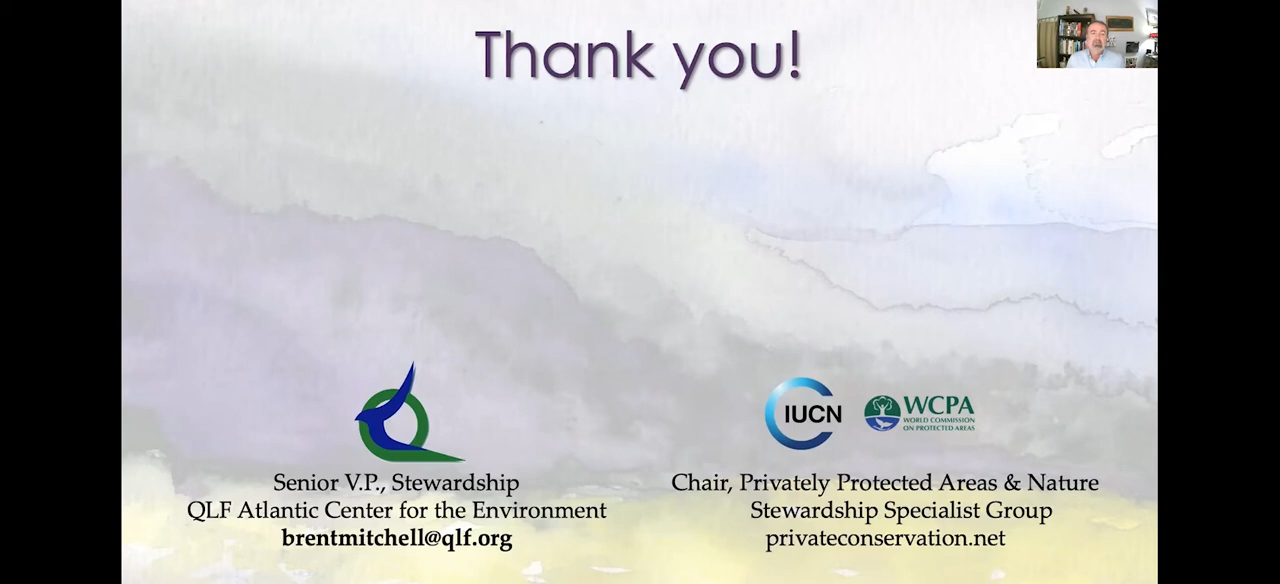 Thank you!
IUCN
WCPA
WORLD COMMISSION
ON PROTECTED AREAS
Senior V.P., Stewardship
QLF Atlantic Center for the Environment
brentmitchell@qlf.org
Chair, Privately Protected Areas & Nature
Stewardship Specialist Group
privateconservation.net